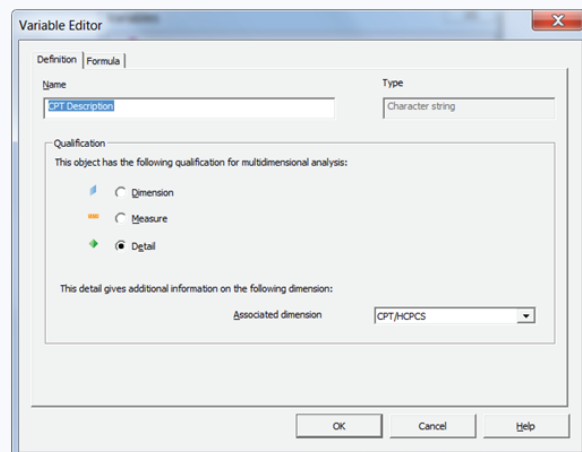 Variable Editor
Variables
Definition
Formula
Name
Type
CPT Description
Character string
Qualification
This object has the following qualification for multidimensional analysis:
Dimension
Measure
Detail
This detail gives additional information on the following dimension:
Associated dimension
CPT/HCPCS
OK
Cancel
Help